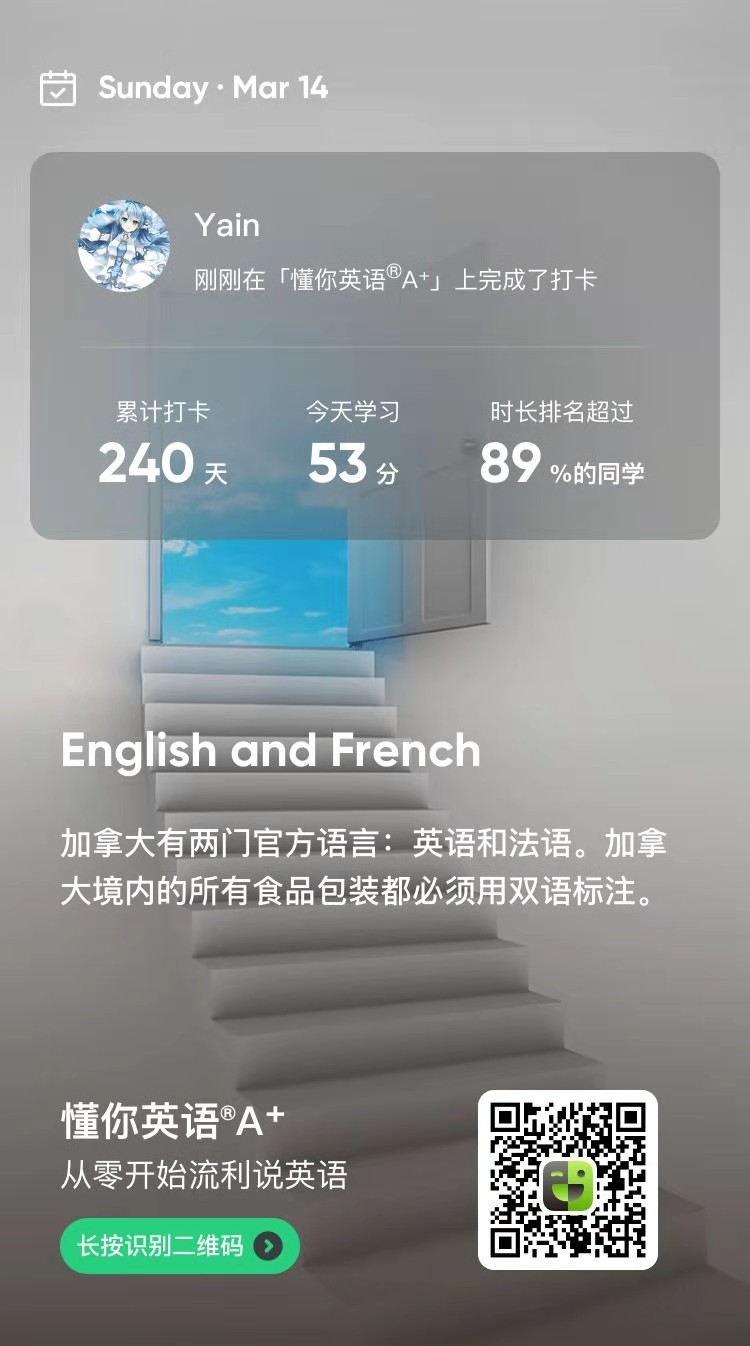 Sunday · Mar 14
Yain
刚刚在「懂你英语®A⁺」上完成了打卡
累计打卡 今天学习 时长排名超过
240 天 53 分 89 %的同学
English and French
加拿大有两门官方语言：英语和法语。加拿
大境内的所有食品包装都必须用双语标注。
懂你英语®A⁺
从零开始流利说英语
长按识别二维码